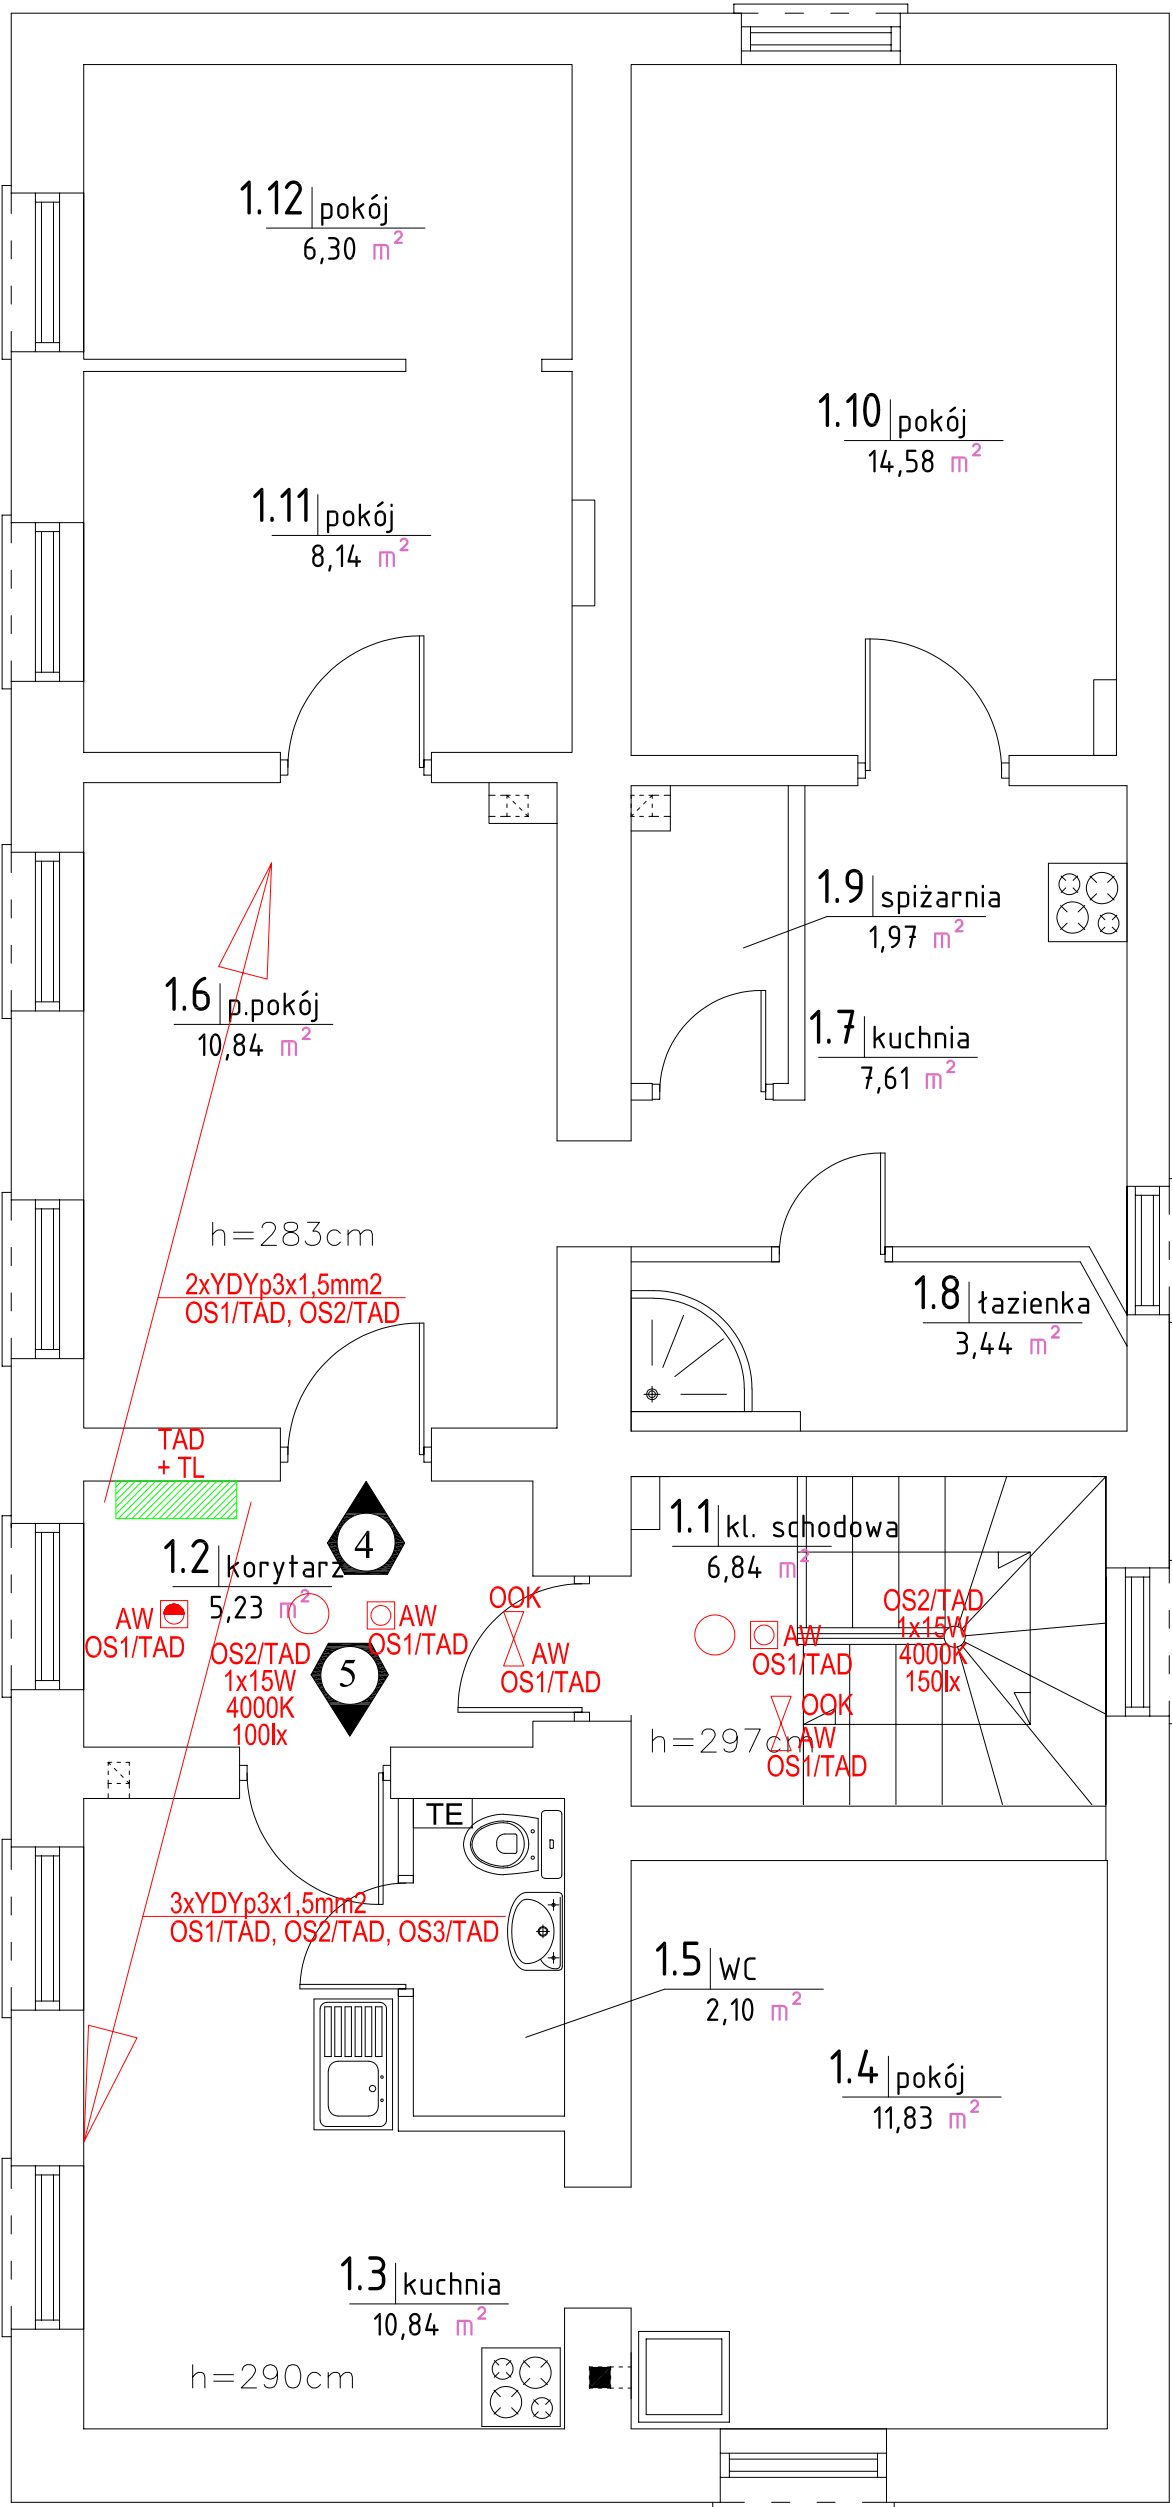 1.12 pokój
6,30 m²
1.10 pokój
14,58 m²
1.11 pokój
8,14 m²
1.9 spiżarnia
1,97 m²
1.6 p.pokój
10,84 m²
1.7 kuchnia
7,61 m²
h=283cm
2xYDYp3x1,5mm2
OS1/TAD, OS2/TAD
1.8 łazienka
3,44 m²
TAD
+ TL
1.1 kl. schodowa
6,84 m²
4
1.2 korytarz
5,23 m²
AW
OS1/TAD
OS2/TAD
1x15W
4000K
100lx
AW
OS1/TAD
5
OOK
AW
OS1/TAD
AW
OS1/TAD
OS2/TAD
1x15W
4000K
150lx
OOK
AW
OS1/TAD
h=297cm
TE
3xYDYp3x1,5mm2
OS1/TAD, OS2/TAD, OS3/TAD
1.5 WC
2,10 m²
1.4 pokój
11,83 m²
1.3 kuchnia
10,84 m²
h=290cm